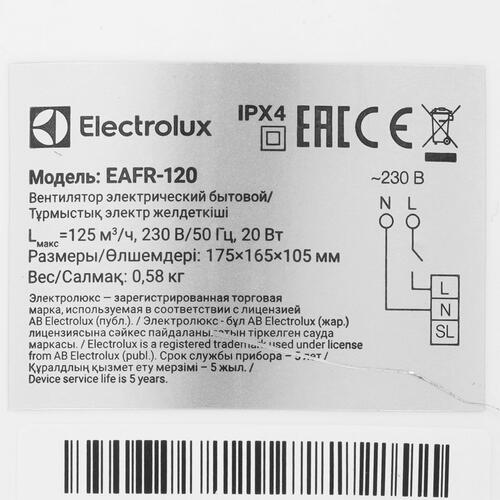 Electrolux
IPX4
EAC CE
Модель: EAFR-120
Вентилятор электрический бытовой/
Тұрмыстық электр желдеткіші
Lмакс=125 м³/ч, 230 В/50 Гц, 20 Вт
Размеры/Өлшемдері: 175×165×105 мм
Вес/Салмақ: 0,58 кг
~230 В
N L
L
N
SL
Электролюкс – зарегистрированная торговая
марка, используемая в соответствии с лицензией
AB Electrolux (публ.). / Электролюкс - бұл AB Electrolux (жар.)
лицензиясына сәйкес пайдаланылатын тіркелген сауда
маркасы. / Electrolux is a registered trademark used under license
from AB Electrolux (publ.). Срок службы прибора – 5 лет /
Құралдың қызмет ету мерзімі – 5 жыл. /
Device service life is 5 years.